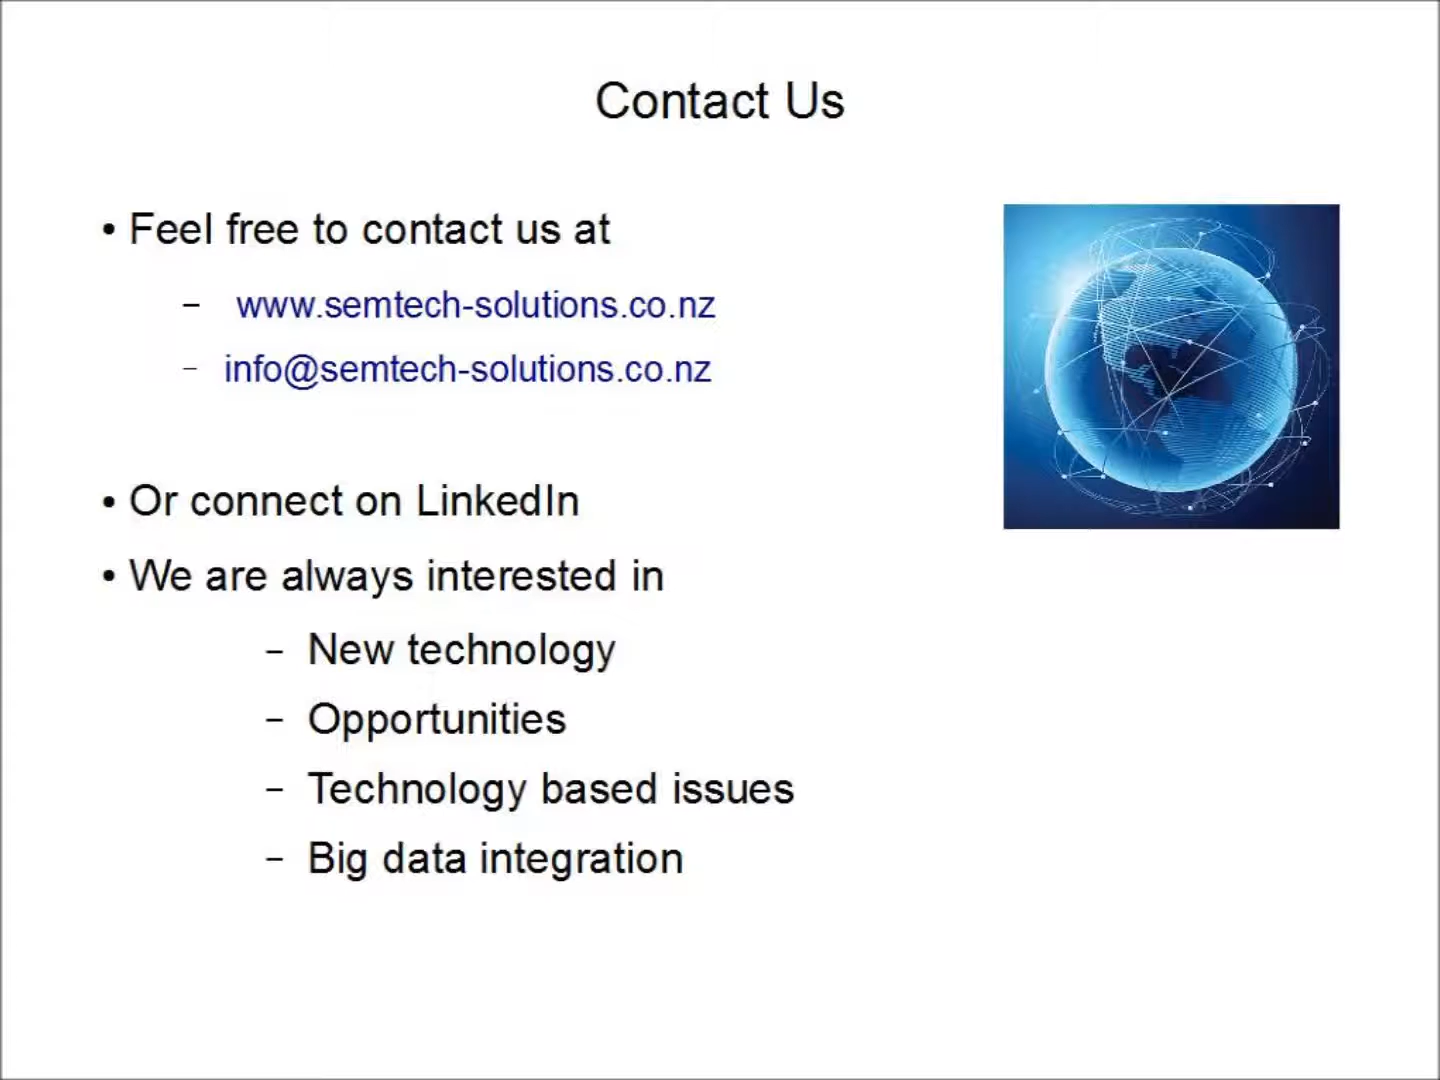 Contact Us
• Feel free to contact us at
– www.semtech-solutions.co.nz
– info@semtech-solutions.co.nz
• Or connect on LinkedIn
• We are always interested in
– New technology
– Opportunities
– Technology based issues
– Big data integration